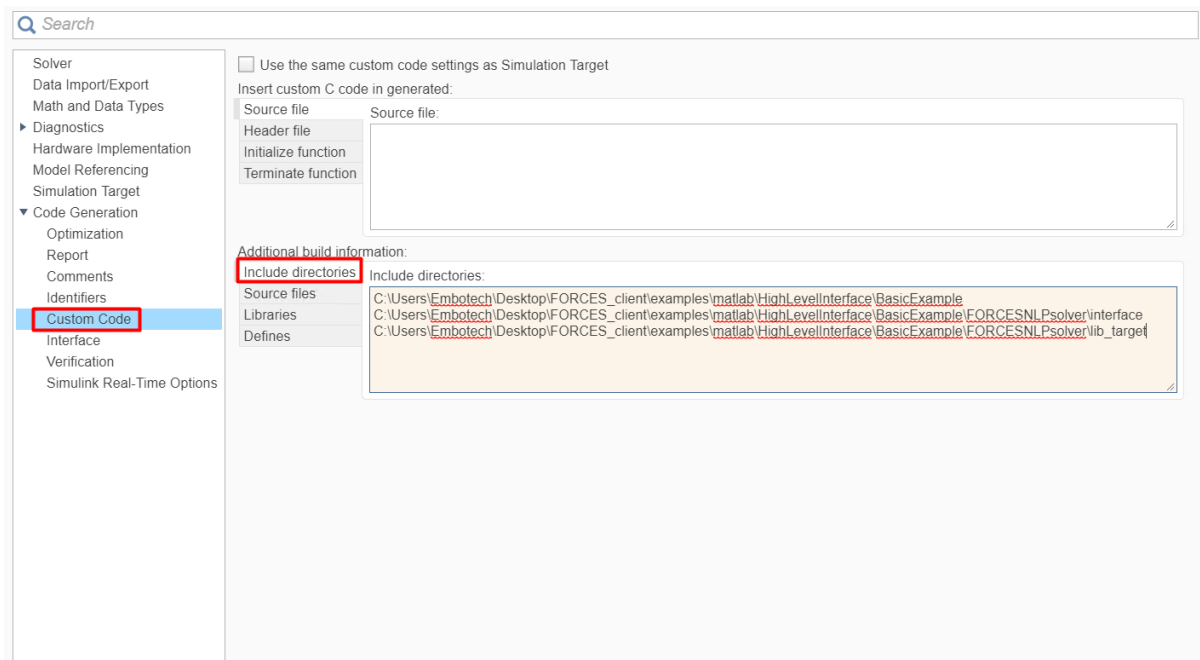 Search
Solver
Data Import/Export
Math and Data Types
Diagnostics
Hardware Implementation
Model Referencing
Simulation Target
Code Generation
Optimization
Report
Comments
Identifiers
Custom Code
Interface
Verification
Simulink Real-Time Options
Use the same custom code settings as Simulation Target
Insert custom C code in generated:
Source file
Header file
Initialize function
Terminate function
Source file:
Additional build information:
Include directories
Source files
Libraries
Defines
Include directories:
C:\Users\Embotech\Desktop\FORCES_client\examples\matlab\HighLevelInterface\BasicExample
C:\Users\Embotech\Desktop\FORCES_client\examples\matlab\HighLevelInterface\BasicExample\FORCESNLPsolver\interface
C:\Users\Embotech\Desktop\FORCES_client\examples\matlab\HighLevelInterface\BasicExample\FORCESNLPsolver\lib_target